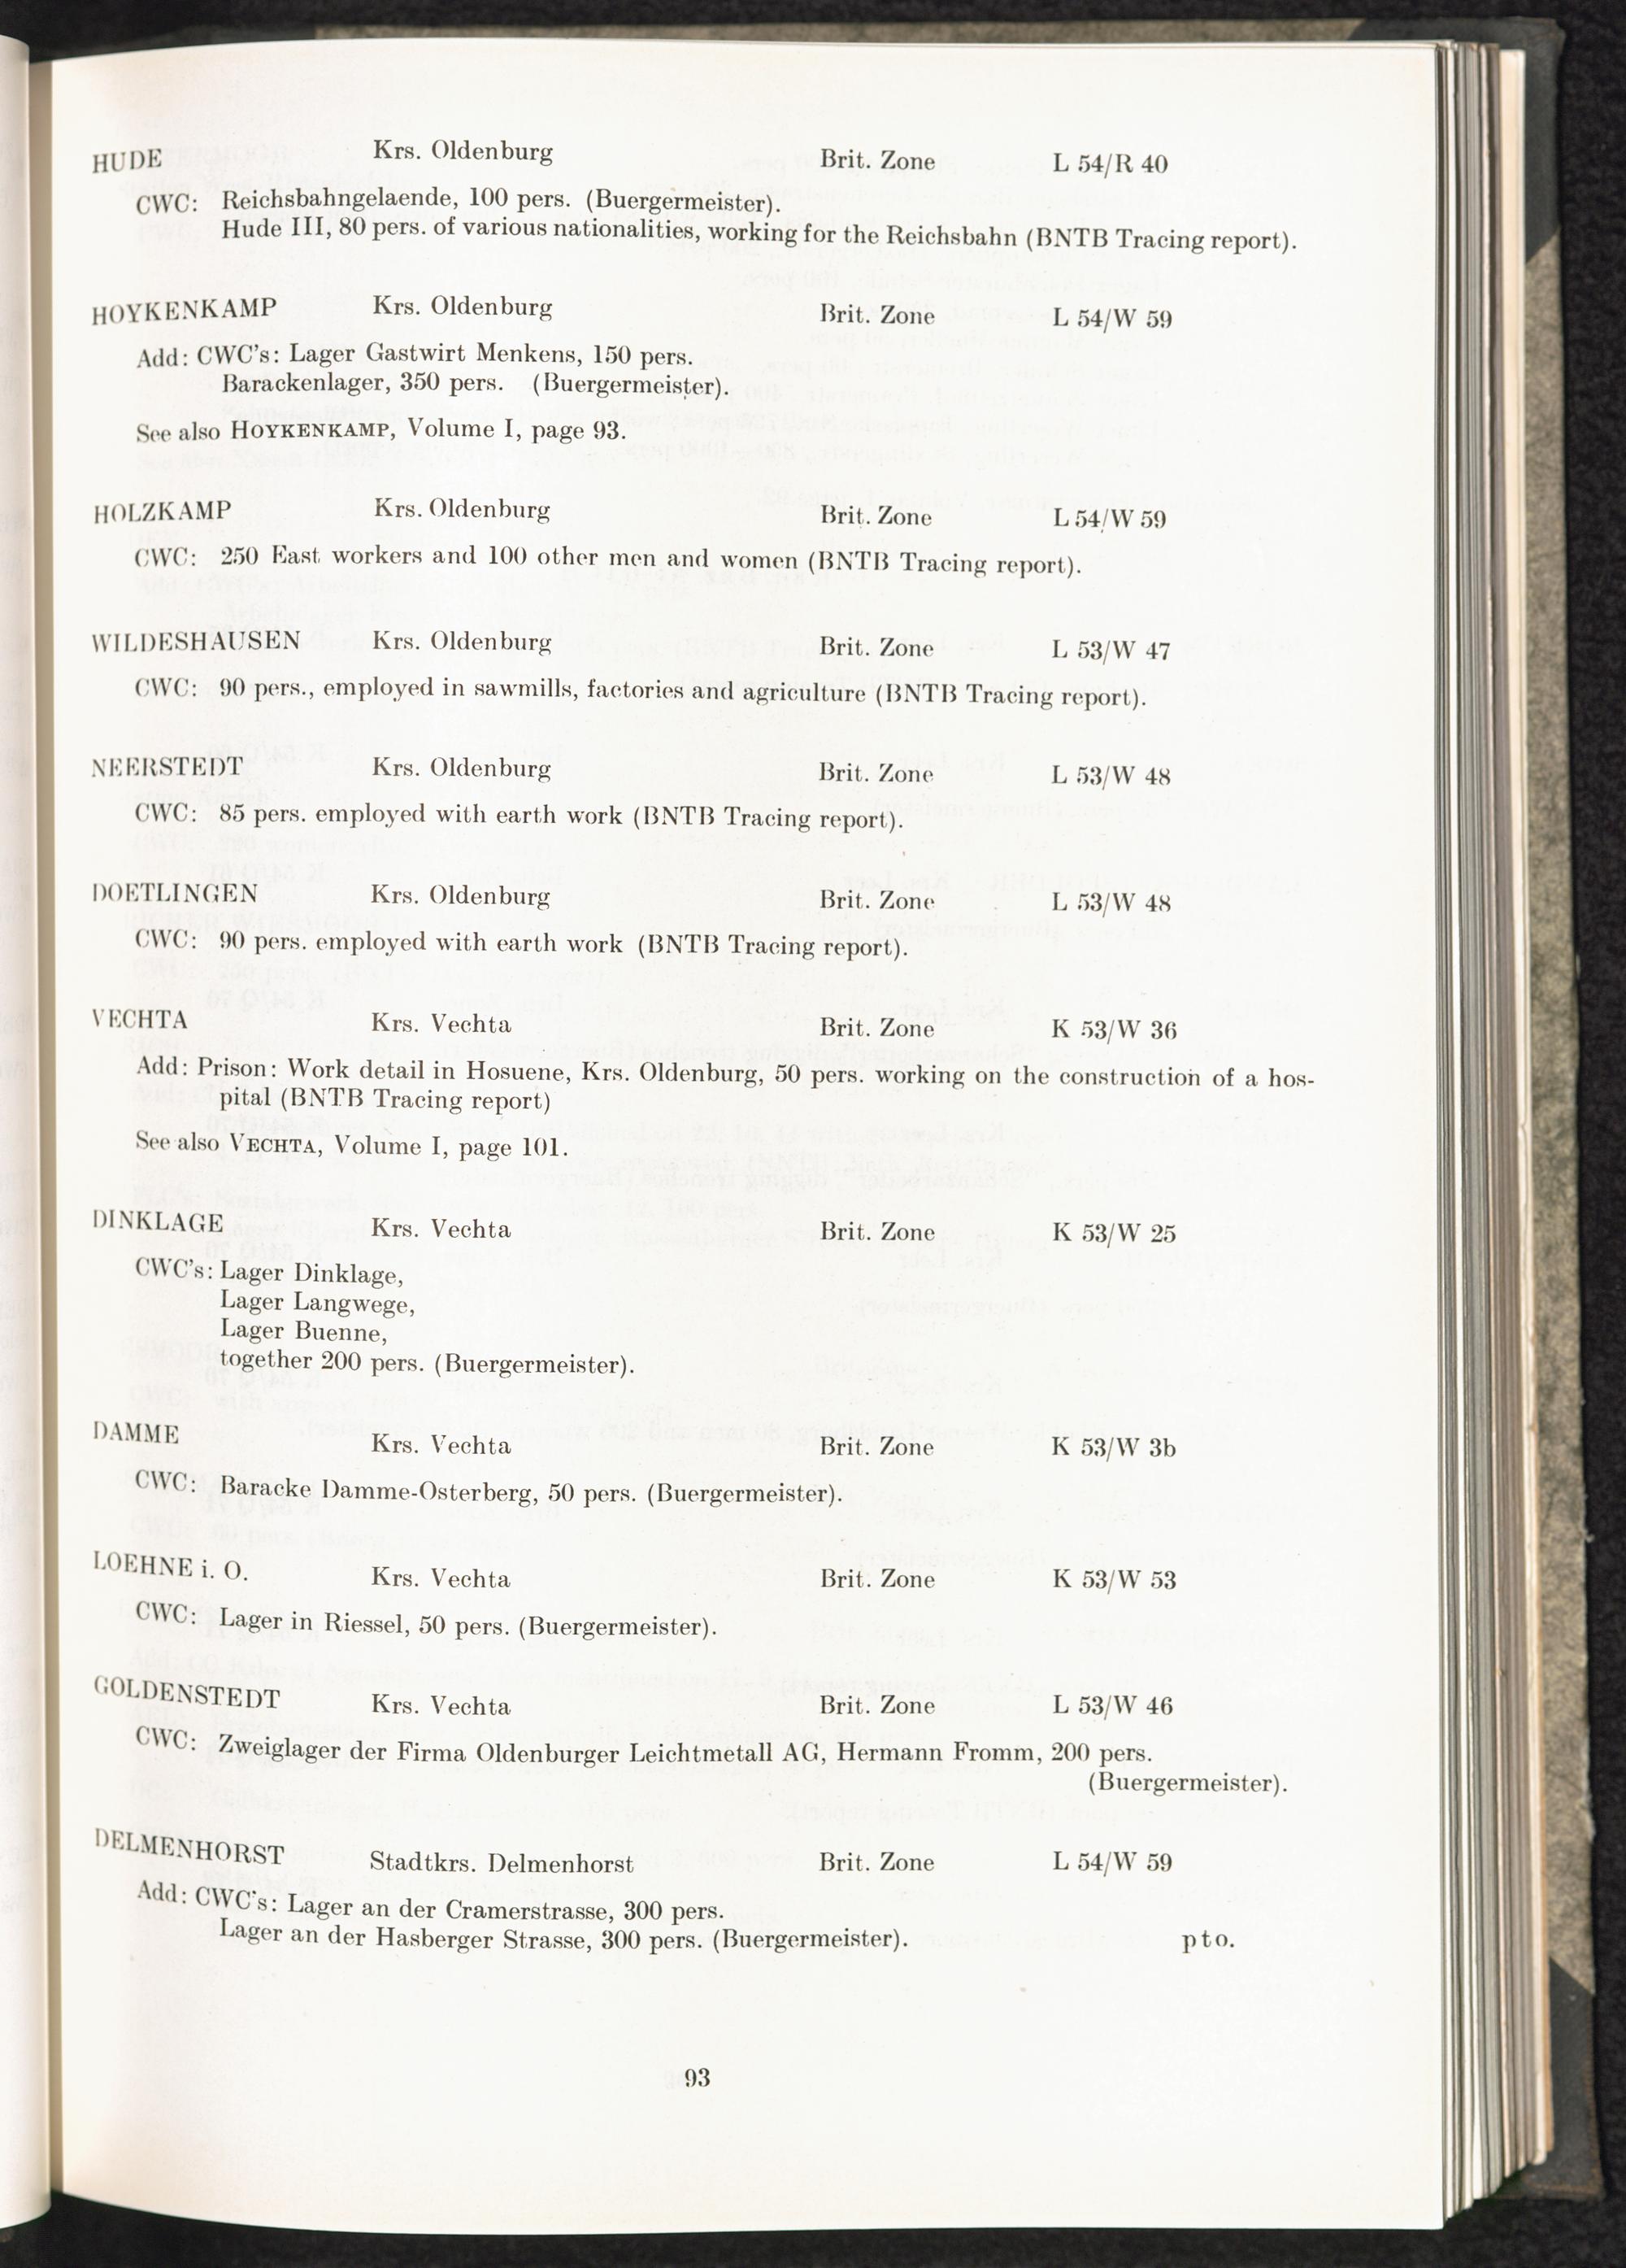 HUDE Krs. Oldenburg Brit. Zone L 54/R 40
CWC: Reichsbahngelaende, 100 pers. (Buergermeister).
Hude III, 80 pers. of various nationalities, working for the Reichsbahn (BNTB Tracing report).
HOYKENKAMP Krs. Oldenburg Brit. Zone L 54/W 59
Add: CWC's: Lager Gastwirt Menkens, 150 pers.
Barackenlager, 350 pers. (Buergermeister).
See also HOYKENKAMP, Volume I, page 93.
HOLZKAMP Krs. Oldenburg Brit. Zone L 54/W 59
CWC: 250 East workers and 100 other men and women (BNTB Tracing report).
WILDESHAUSEN Krs. Oldenburg Brit. Zone L 53/W 47
CWC: 90 pers., employed in sawmills, factories and agriculture (BNTB Tracing report).
NEERSTEDT Krs. Oldenburg Brit. Zone L 53/W 48
CWC: 85 pers. employed with earth work (BNTB Tracing report).
DOETLINGEN Krs. Oldenburg Brit. Zone L 53/W 48
CWC: 90 pers. employed with earth work (BNTB Tracing report).
VECHTA Krs. Vechta Brit. Zone K 53/W 36
Add: Prison: Work detail in Hosuene, Krs. Oldenburg, 50 pers. working on the construction of a hos-
pital (BNTB Tracing report)
See also VECHTA, Volume I, page 101.
DINKLAGE Krs. Vechta Brit. Zone K 53/W 25
CWC's: Lager Dinklage,
Lager Langwege,
Lager Buenne,
together 200 pers. (Buergermeister).
DAMME Krs. Vechta Brit. Zone K 53/W 3b
CWC: Baracke Damme-Osterberg, 50 pers. (Buergermeister).
LOEHNE i. O. Krs. Vechta Brit. Zone K 53/W 53
CWC: Lager in Riessel, 50 pers. (Buergermeister).
GOLDENSTEDT Krs. Vechta Brit. Zone L 53/W 46
CWC: Zweiglager der Firma Oldenburger Leichtmetall AG, Hermann Fromm, 200 pers.
(Buergermeister).
DELMENHORST Stadtkrs. Delmenhorst Brit. Zone L 54/W 59
Add: CWC's: Lager an der Cramerstrasse, 300 pers.
Lager an der Hasberger Strasse, 300 pers. (Buergermeister). pto.
93